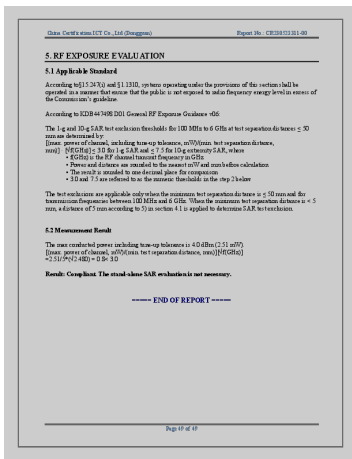 China Certification ICT Co., Ltd (Dongguan) Report No.: CR200533211-00
5. RF EXPOSURE EVALUATION
5.1 Applicable Standard
According to §15.247(i) and §1.1310, systems operating under the provisions of this section shall be
operated in a manner that ensure that the public is not exposed to radio frequency energy level in excess of
the Commission's guideline.
According to KDB447498 D01 General RF Exposure Guidance v06:
The 1-g and 10-g SAR test exclusion thresholds for 100 MHz to 6 GHz at test separation distances ≤ 50
mm are determined by:
[(max. power of channel, including tune-up tolerance, mW)/(min. test separation distance,
mm)] · [√f(GHz)] ≤ 3.0 for 1-g SAR and ≤ 7.5 for 10-g extremity SAR, where
• f(GHz) is the RF channel transmit frequency in GHz
• Power and distance are rounded to the nearest mW and mm before calculation
• The result is rounded to one decimal place for comparison
• 3.0 and 7.5 are referred to as the numeric thresholds in the step 2 below
The test exclusions are applicable only when the minimum test separation distance is ≤ 50 mm and for
transmission frequencies between 100 MHz and 6 GHz. When the minimum test separation distance is < 5
mm, a distance of 5 mm according to 5) in section 4.1 is applied to determine SAR test exclusion.
5.2 Measurement Result
The max conducted power including tune-up tolerance is 4.0 dBm (2.51 mW).
[(max. power of channel, mW)/(min. test separation distance, mm)][√f(GHz)]
=2.51/5*(√2.480) = 0.8< 3.0
Result: Compliant. The stand-alone SAR evaluation is not necessary.
===== END OF REPORT =====
Page 49 of 49